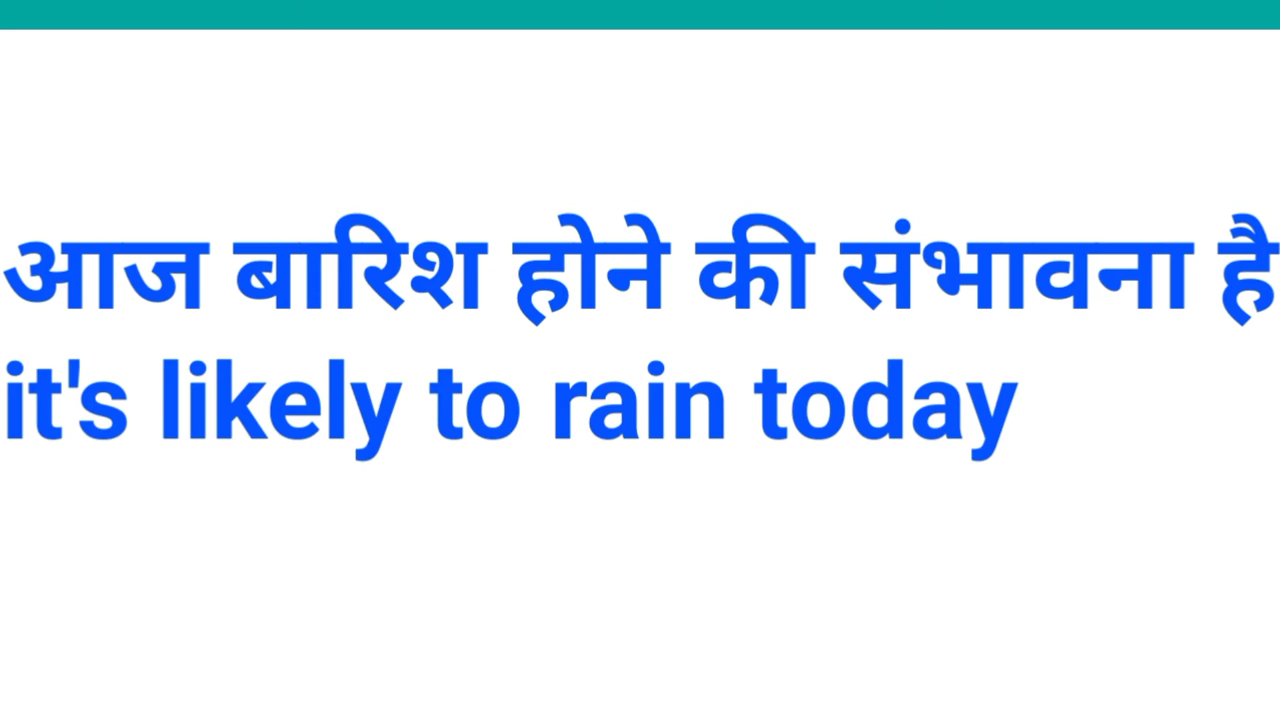 आज बारिश होने की संभावना है
it's likely to rain today